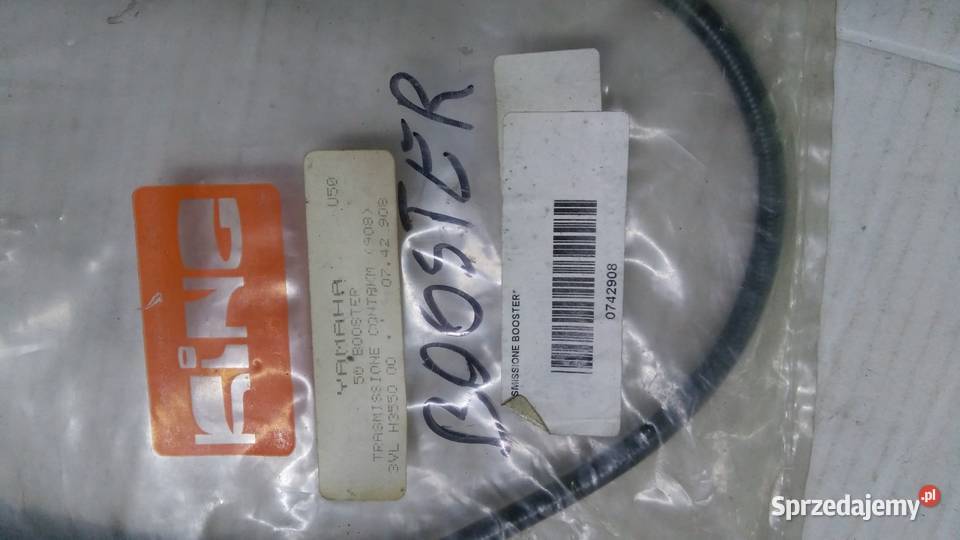 KING
YAMAHA U50
50 BOOSTER
TRASMISSIONE CONTAKM (908)
3VL H3550 00 . 07.42 908
BOOSTER
SMISSIONE BOOSTER*
0742908
Sprzedajemy.pl